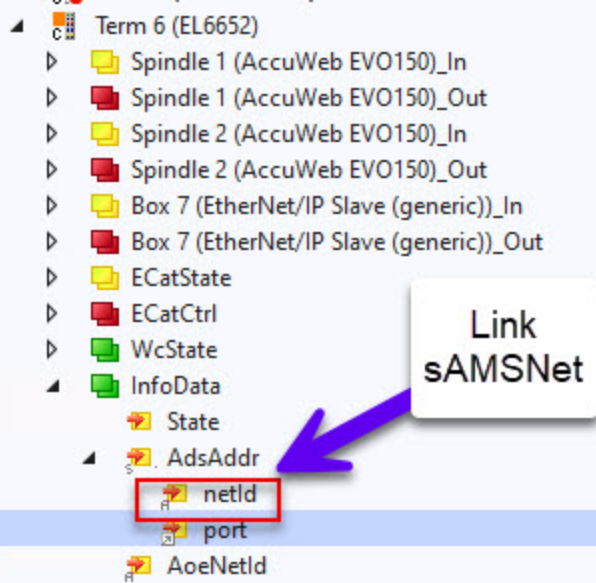 Term 6 (EL6652)
Spindle 1 (AccuWeb EVO150)_In
Spindle 1 (AccuWeb EVO150)_Out
Spindle 2 (AccuWeb EVO150)_In
Spindle 2 (AccuWeb EVO150)_Out
Box 7 (EtherNet/IP Slave (generic))_In
Box 7 (EtherNet/IP Slave (generic))_Out
ECatState
ECatCtrl
WcState
InfoData
State
AdsAddr
netId
port
AoeNetId
Link
sAMSNet